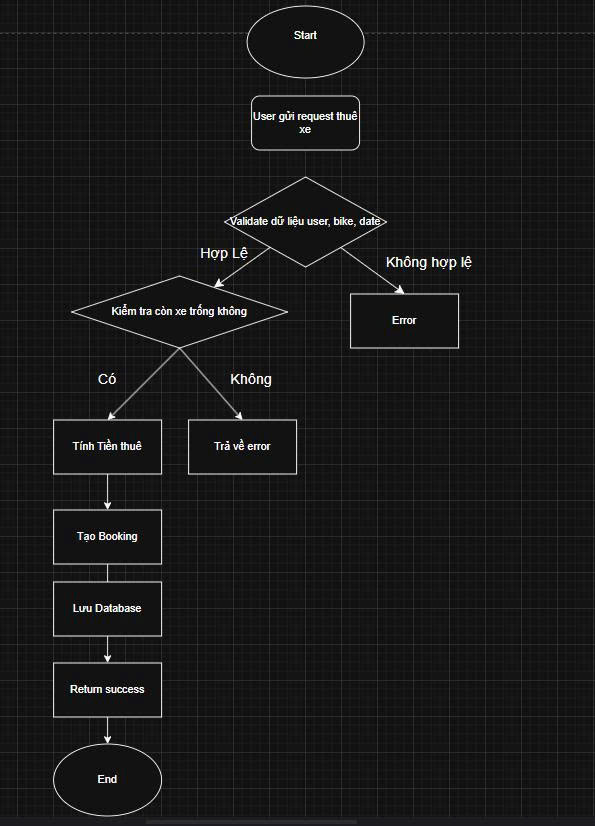 Start
User gửi request thuê
xe
Validate dữ liệu user, bike, date
Hợp Lệ
Không hợp lệ
Kiểm tra còn xe trống không
Error
Có
Không
Tính Tiền thuê
Trả về error
Tạo Booking
Lưu Database
Return success
End